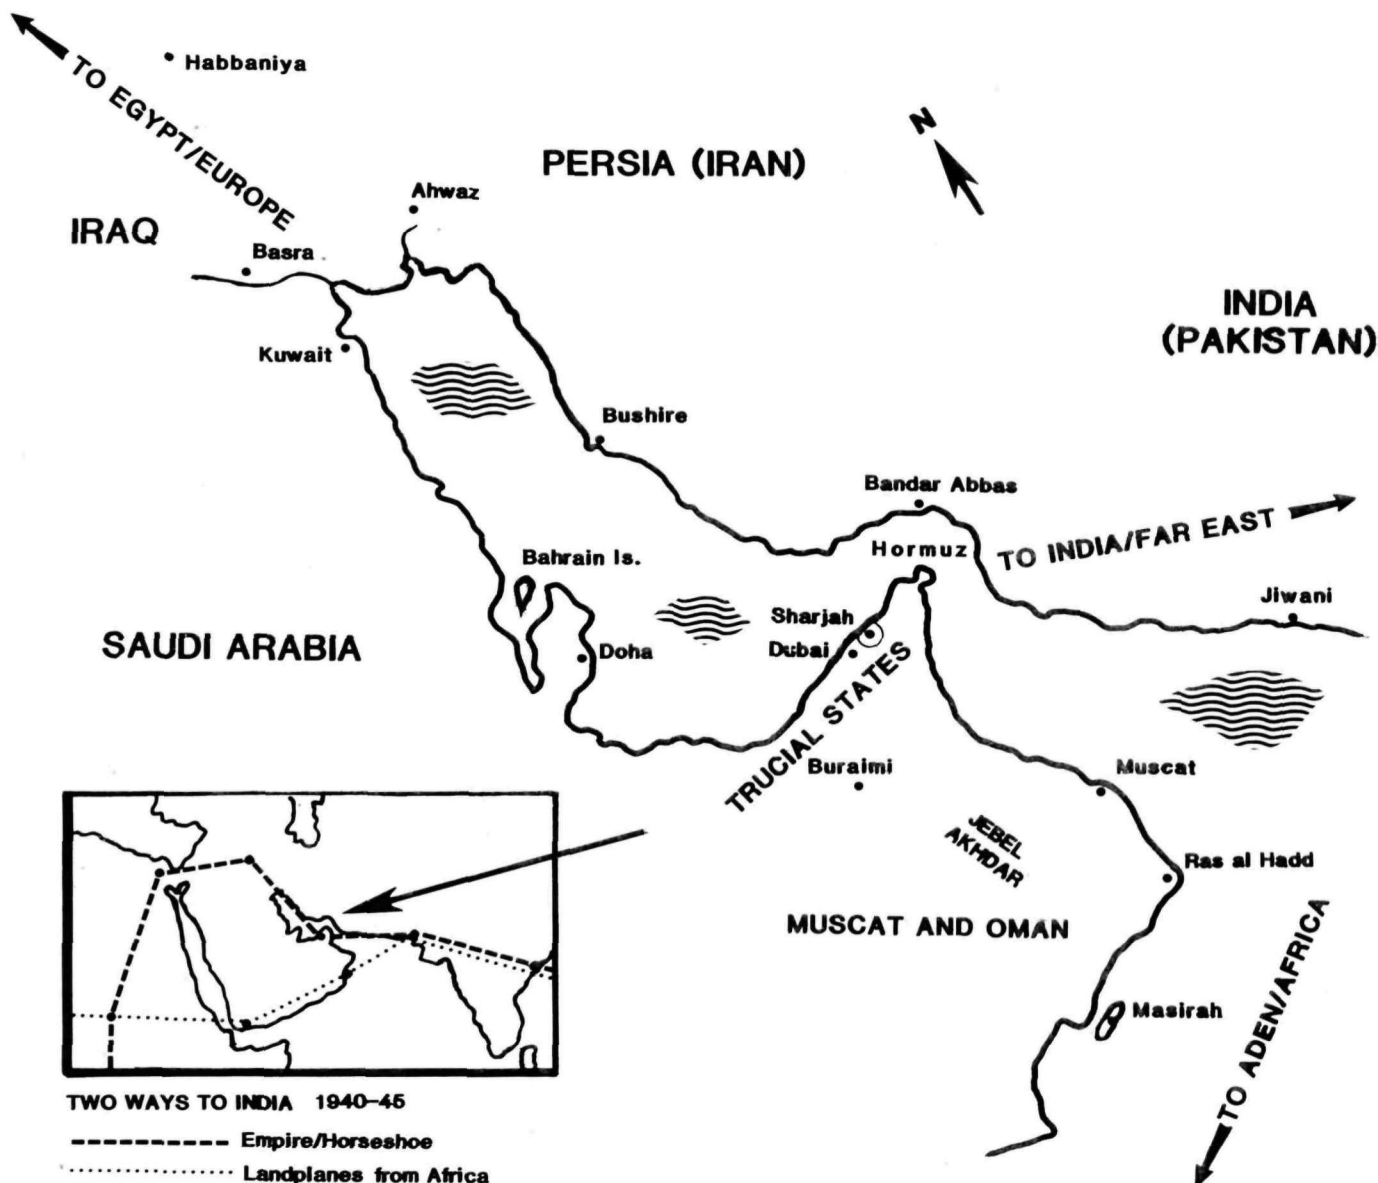 Habbaniya
TO EGYPT/EUROPE
N
PERSIA (IRAN)
Ahwaz
IRAQ
Basra
INDIA
(PAKISTAN)
Kuwait
Bushire
Bandar Abbas
TO INDIA/FAR EAST
Hormuz
Bahrain Is.
Jiwani
Sharjah
SAUDI ARABIA
Doha
Dubai
TRUCIAL STATES
Buraimi
Muscat
JEBEL
AKHDAR
Ras al Hadd
MUSCAT AND OMAN
Masirah
TO ADEN/AFRICA
TWO WAYS TO INDIA 1940-45
Empire/Horseshoe
Landplanes from Africa